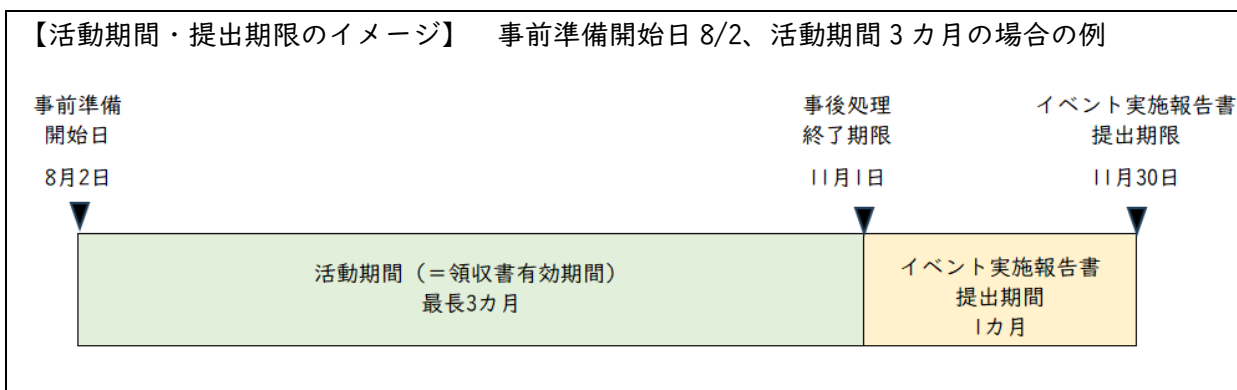 【活動期間・提出期限のイメージ】　事前準備開始日 8/2、活動期間 3 カ月の場合の例
事前準備
開始日
8月2日
事後処理
終了期限
11月1日
イベント実施報告書
提出期限
11月30日
活動期間（＝領収書有効期間）
最長3カ月
イベント実施報告書
提出期間
1カ月